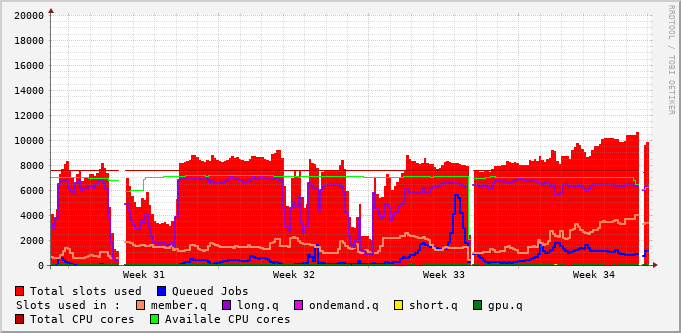 20000
18000
16000
14000
12000
10000
8000
6000
4000
2000
0
Week 31 Week 32 Week 33 Week 34
RRDTOOL / TOBI OETIKER
Total slots used Queued Jobs
Slots used in : member.q long.q ondemand.q short.q gpu.q
Total CPU cores Availale CPU cores